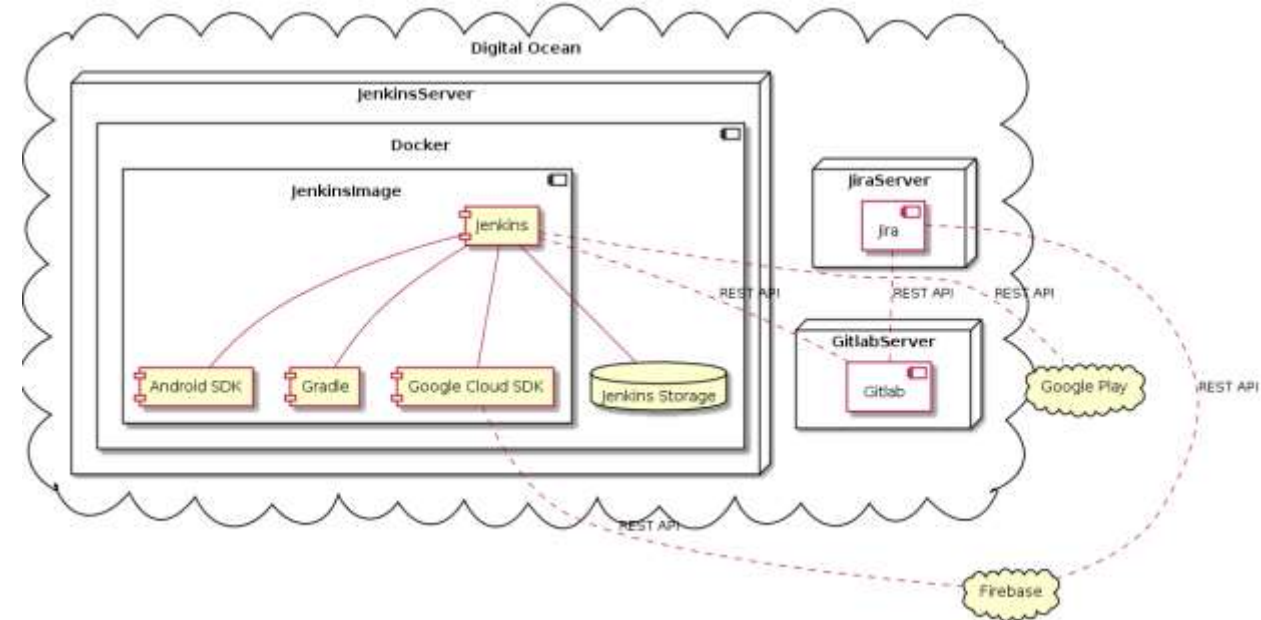 Digital Ocean
JenkinsServer
Docker
JenkinsImage
Jenkins
JiraServer
Jira
REST API
REST API
REST API
GitlabServer
Gitlab
Android SDK
Gradle
Google Cloud SDK
Jenkins Storage
Google Play
REST API
REST API
Firebase